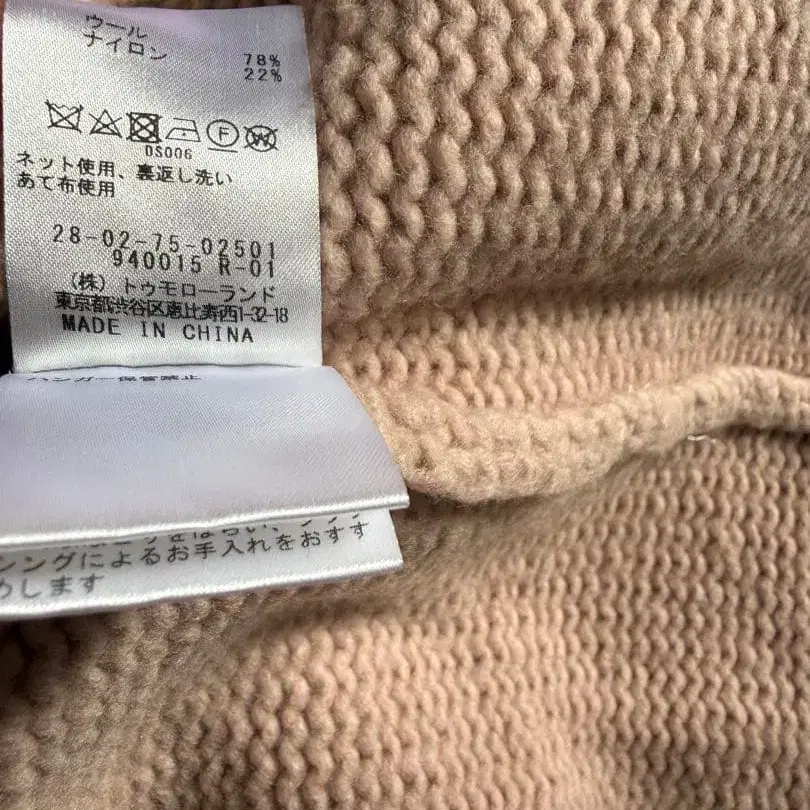 ウール
78%
ナイロン
22%
F
W
DS006
ネット使用、裏返し洗い
あて布使用
28-02-75-02501
940015 R-01
(株) トゥモローランド
東京都渋谷区恵比寿西1-32-18
MADE IN CHINA
ハンガー保管禁止
シングによるお手入れをおすす
めします